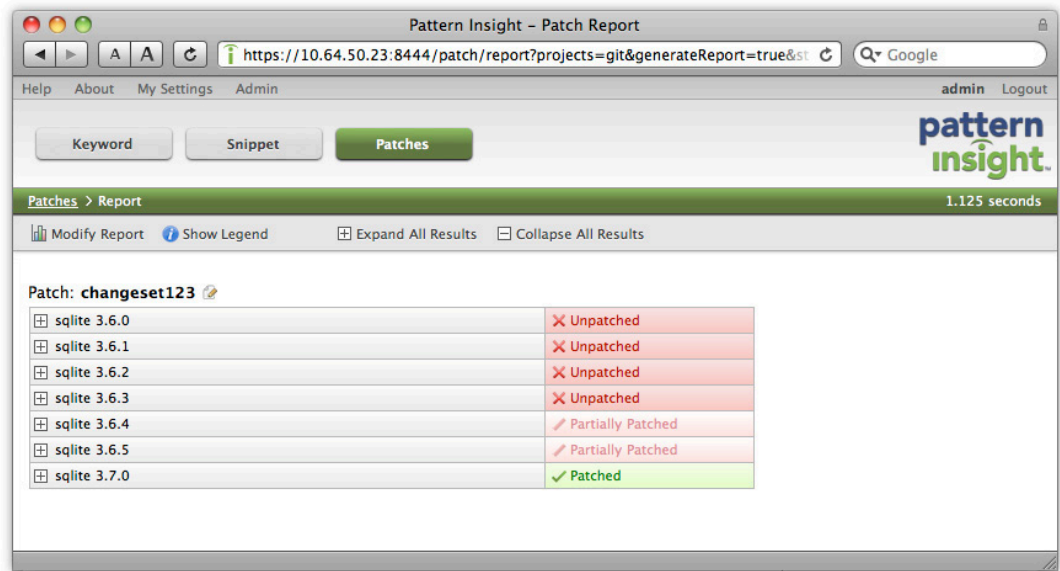 Pattern Insight – Patch Report
A A https://10.64.50.23:8444/patch/report?projects=git&generateReport=true&st Google
Help About My Settings Admin admin Logout
Keyword Snippet Patches
pattern
insight™
Patches > Report 1.125 seconds
Modify Report Show Legend Expand All Results Collapse All Results
Patch: changeset123
sqlite 3.6.0 Unpatched
sqlite 3.6.1 Unpatched
sqlite 3.6.2 Unpatched
sqlite 3.6.3 Unpatched
sqlite 3.6.4 Partially Patched
sqlite 3.6.5 Partially Patched
sqlite 3.7.0 Patched